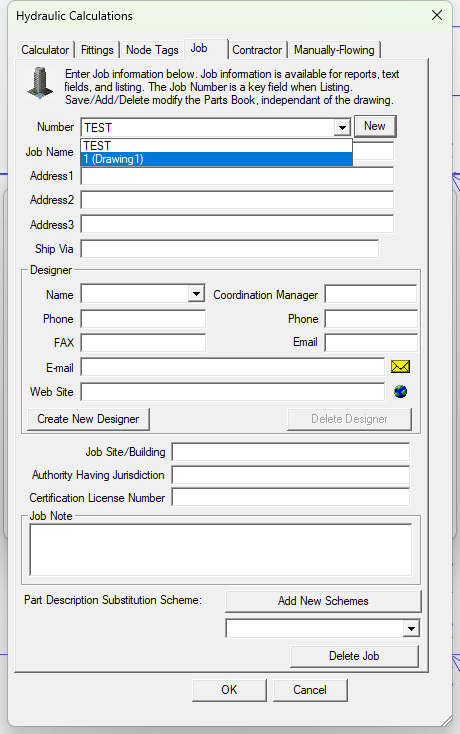 Hydraulic Calculations
Calculator Fittings Node Tags Job Contractor Manually-Flowing
Enter Job information below. Job information is available for reports, text
fields, and listing. The Job Number is a key field when Listing.
Save/Add/Delete modify the Parts Book, independant of the drawing.
Number TEST New
TEST
Job Name
1 (Drawing1)
Address1
Address2
Address3
Ship Via
Designer
Name Coordination Manager
Phone Phone
FAX Email
E-mail
Web Site
Create New Designer Delete Designer
Job Site/Building
Authority Having Jurisdiction
Certification License Number
Job Note
Part Description Substitution Scheme: Add New Schemes
Delete Job
OK Cancel